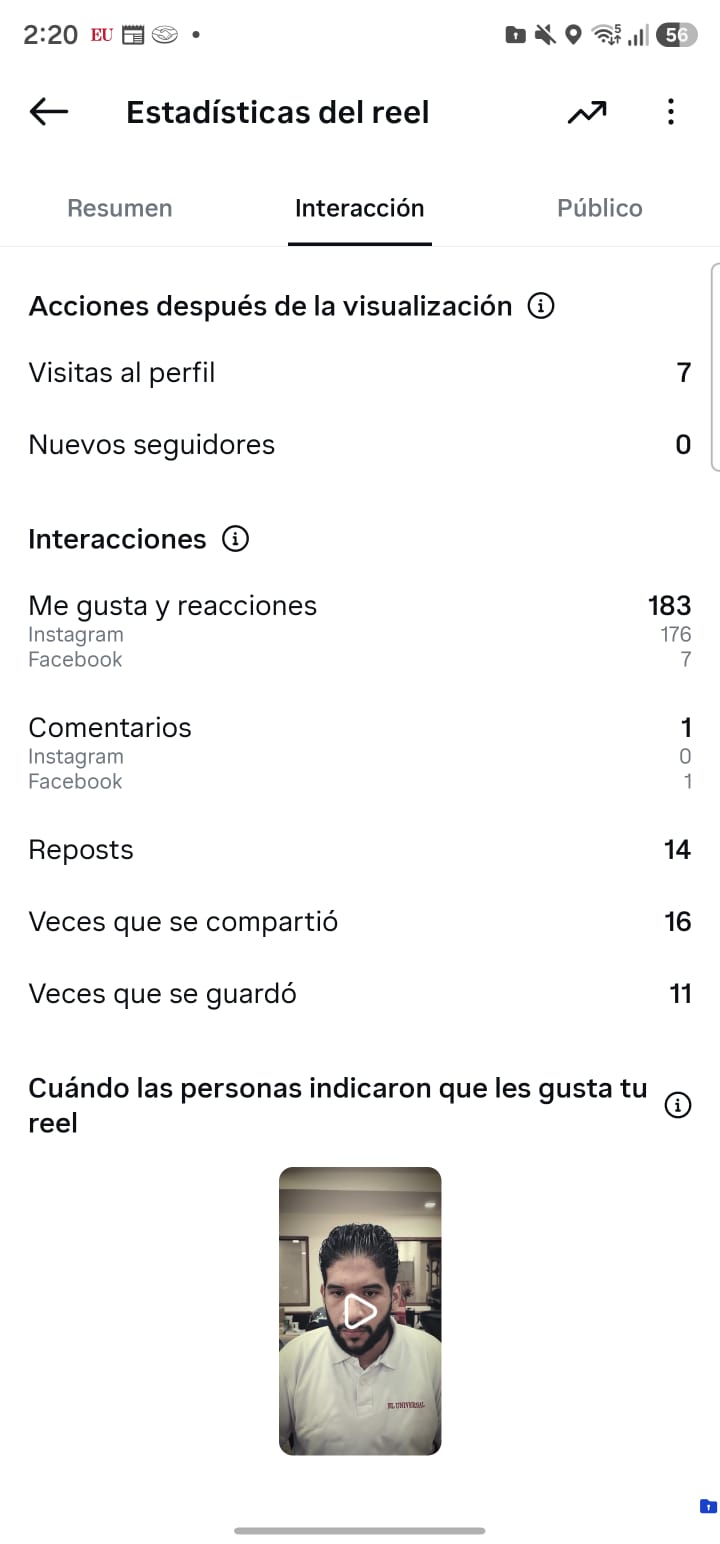 2:20 EU 5 56
Estadísticas del reel
Resumen Interacción Público
Acciones después de la visualización
Visitas al perfil 7
Nuevos seguidores 0
Interacciones
Me gusta y reacciones 183
Instagram 176
Facebook 7
Comentarios 1
Instagram 0
Facebook 1
Reposts 14
Veces que se compartió 16
Veces que se guardó 11
Cuándo las personas indicaron que les gusta tu
reel
EL UNIVERSAL